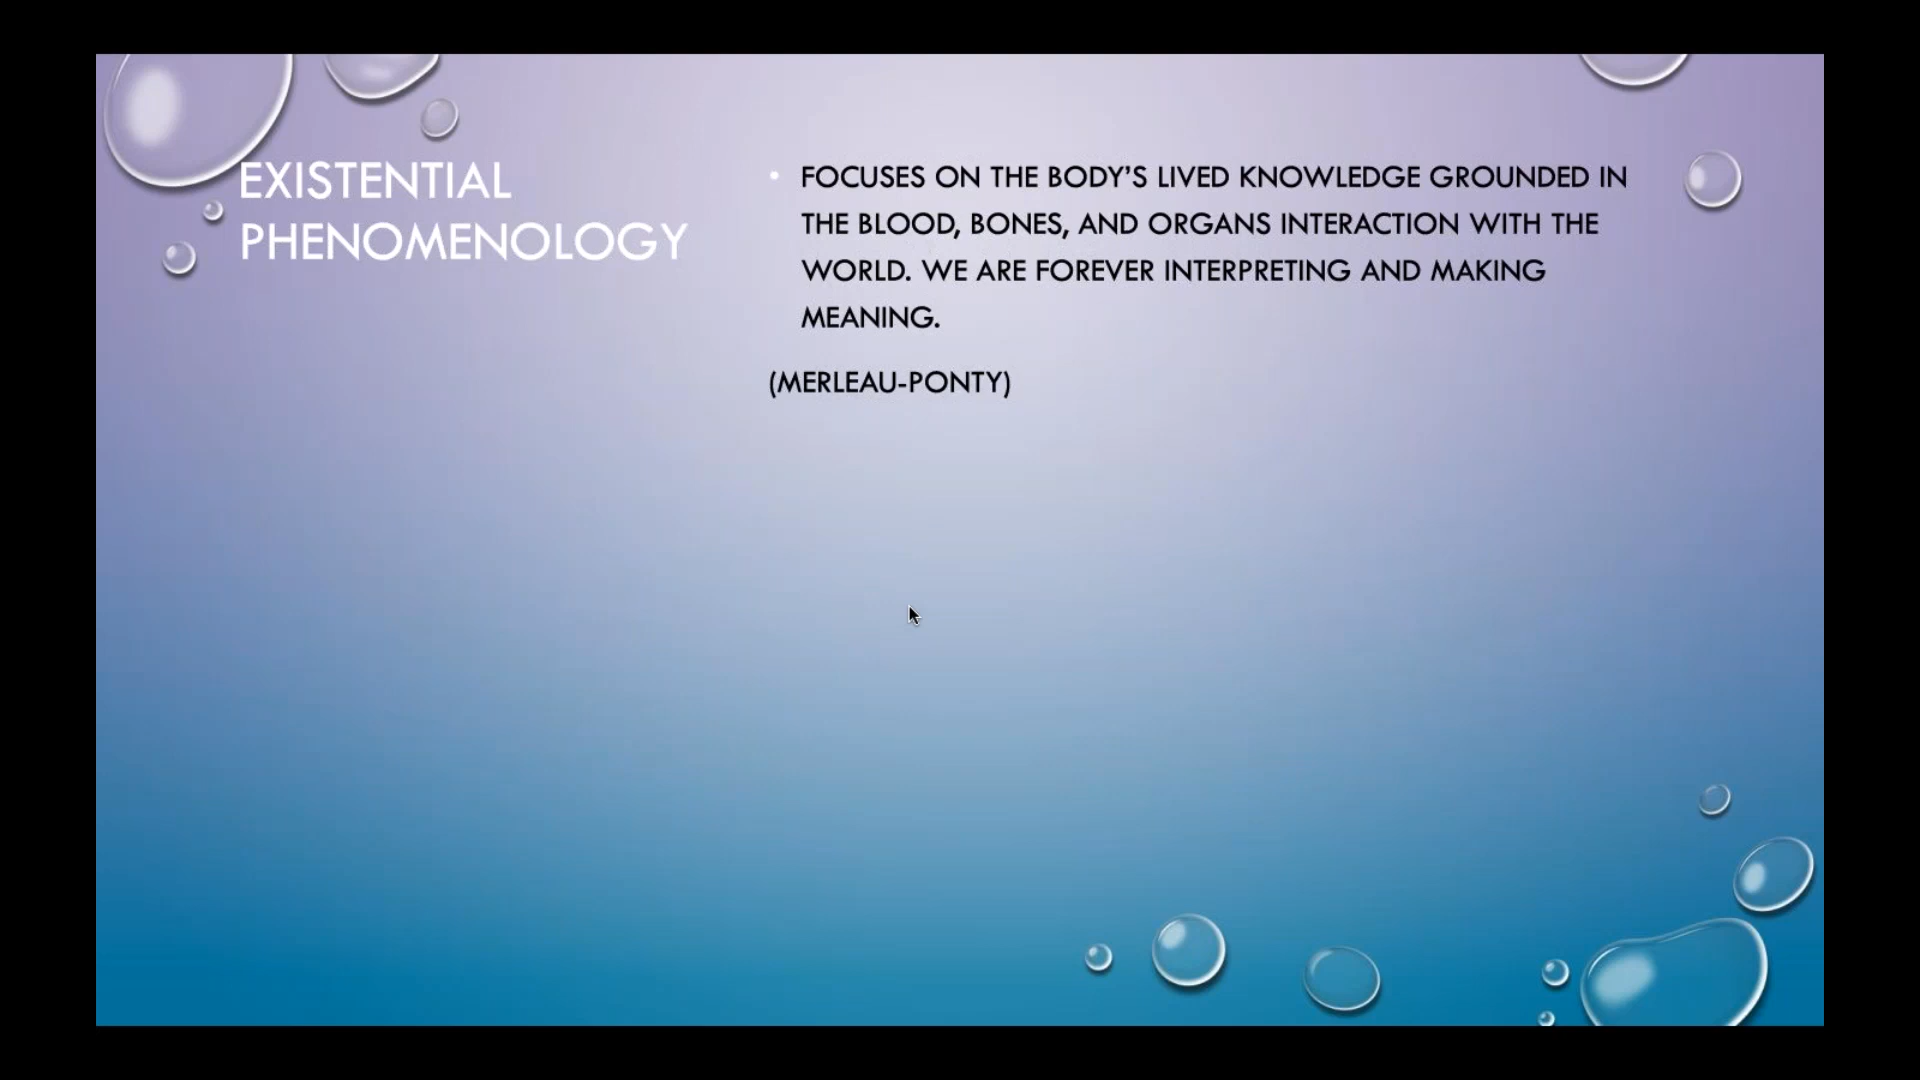 EXISTENTIAL
PHENOMENOLOGY
• FOCUSES ON THE BODY’S LIVED KNOWLEDGE GROUNDED IN
THE BLOOD, BONES, AND ORGANS INTERACTION WITH THE
WORLD. WE ARE FOREVER INTERPRETING AND MAKING
MEANING.
(MERLEAU-PONTY)